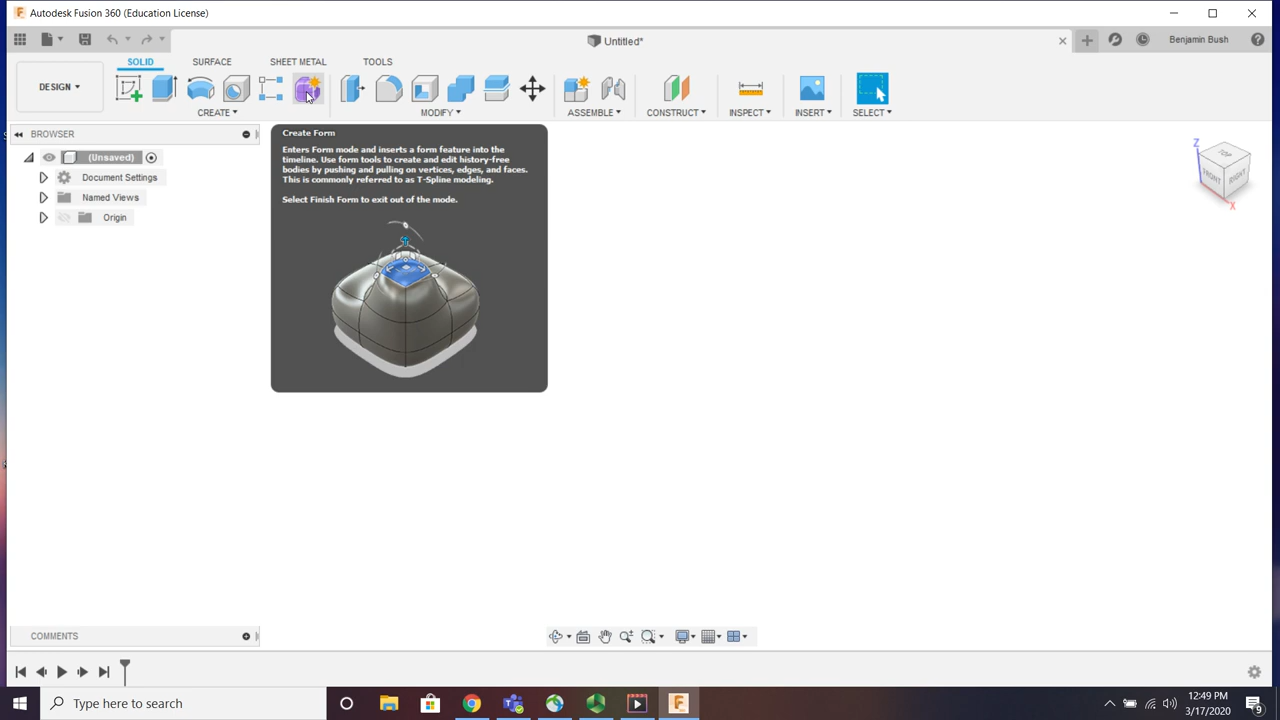 Autodesk Fusion 360 (Education License)
Untitled*
Benjamin Bush
SOLID
SURFACE
SHEET METAL
TOOLS
DESIGN
CREATE
MODIFY
ASSEMBLE
CONSTRUCT
INSPECT
INSERT
SELECT
BROWSER
(Unsaved)
Document Settings
Named Views
Origin
Create Form
Enters Form mode and inserts a form feature into the
timeline. Use form tools to create and edit history-free
bodies by pushing and pulling on vertices, edges, and faces.
This is commonly referred to as T-Spline modeling.
Select Finish Form to exit out of the mode.
Z
TOP
FRONT
RIGHT
X
COMMENTS
Type here to search
12:49 PM
3/17/2020
9